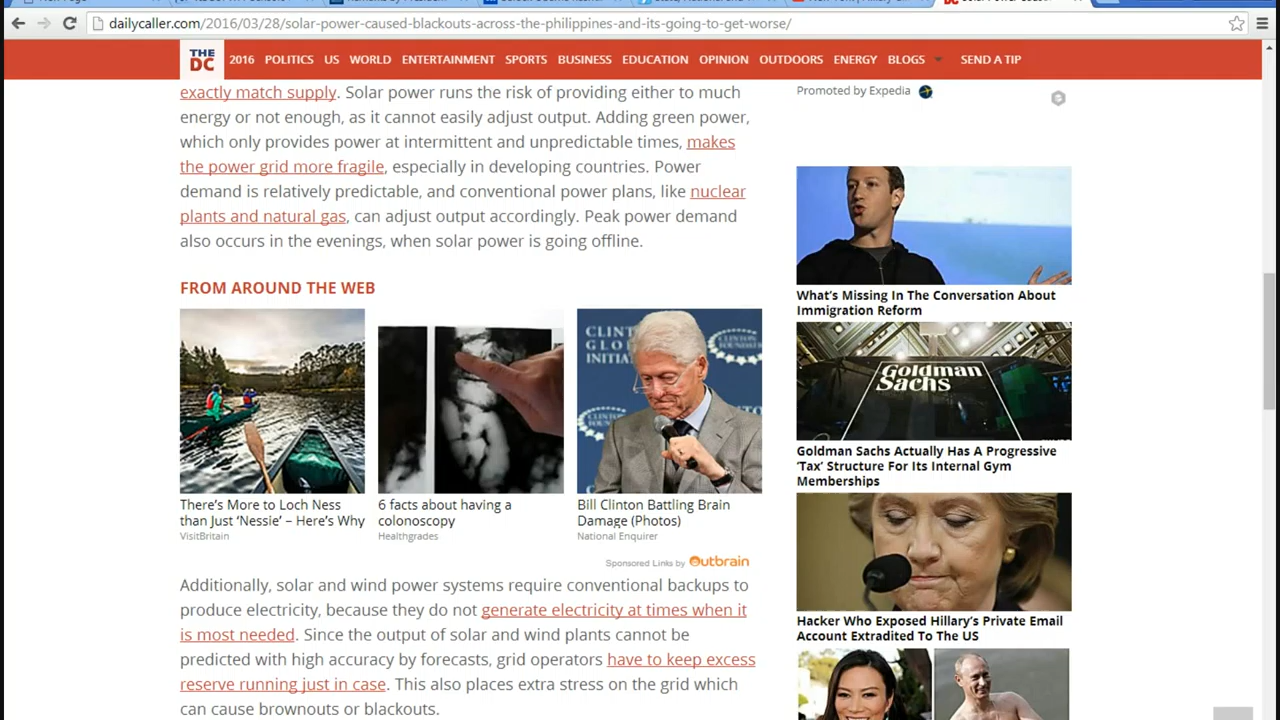 dailycaller.com/2016/03/28/solar-power-caused-blackouts-across-the-philippines-and-its-going-to-get-worse/
THE DC 2016 POLITICS US WORLD ENTERTAINMENT SPORTS BUSINESS EDUCATION OPINION OUTDOORS ENERGY BLOGS SEND A TIP
exactly match supply. Solar power runs the risk of providing either to much
energy or not enough, as it cannot easily adjust output. Adding green power,
which only provides power at intermittent and unpredictable times, makes
the power grid more fragile, especially in developing countries. Power
demand is relatively predictable, and conventional power plans, like nuclear
plants and natural gas, can adjust output accordingly. Peak power demand
also occurs in the evenings, when solar power is going offline.
FROM AROUND THE WEB
CLINT
GLO
INITIA
CLINTON
FOUNDATIO
There's More to Loch Ness
than Just 'Nessie' – Here's Why
VisitBritain
6 facts about having a
colonoscopy
Healthgrades
Bill Clinton Battling Brain
Damage (Photos)
National Enquirer
Sponsored Links by Outbrain
Additionally, solar and wind power systems require conventional backups to
produce electricity, because they do not generate electricity at times when it
is most needed. Since the output of solar and wind plants cannot be
predicted with high accuracy by forecasts, grid operators have to keep excess
reserve running just in case. This also places extra stress on the grid which
can cause brownouts or blackouts.
Promoted by Expedia
What's Missing In The Conversation About
Immigration Reform
Goldman
Sachs
Goldman Sachs Actually Has A Progressive
'Tax' Structure For Its Internal Gym
Memberships
Hacker Who Exposed Hillary's Private Email
Account Extradited To The US